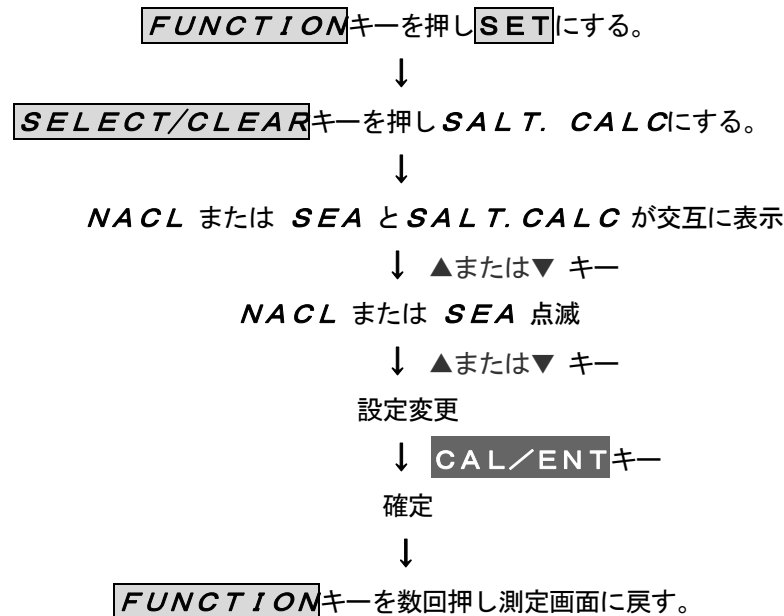 FUNCTIONキーを押しSETにする。
↓
SELECT/CLEARキーを押しSALT. CALCにする。
↓
NACL または SEA とSALT.CALC が交互に表示
↓ ▲または▼ キー
NACL または SEA 点滅
↓ ▲または▼ キー
設定変更
↓ CAL/ENTキー
確定
↓
FUNCTIONキーを数回押し測定画面に戻す。